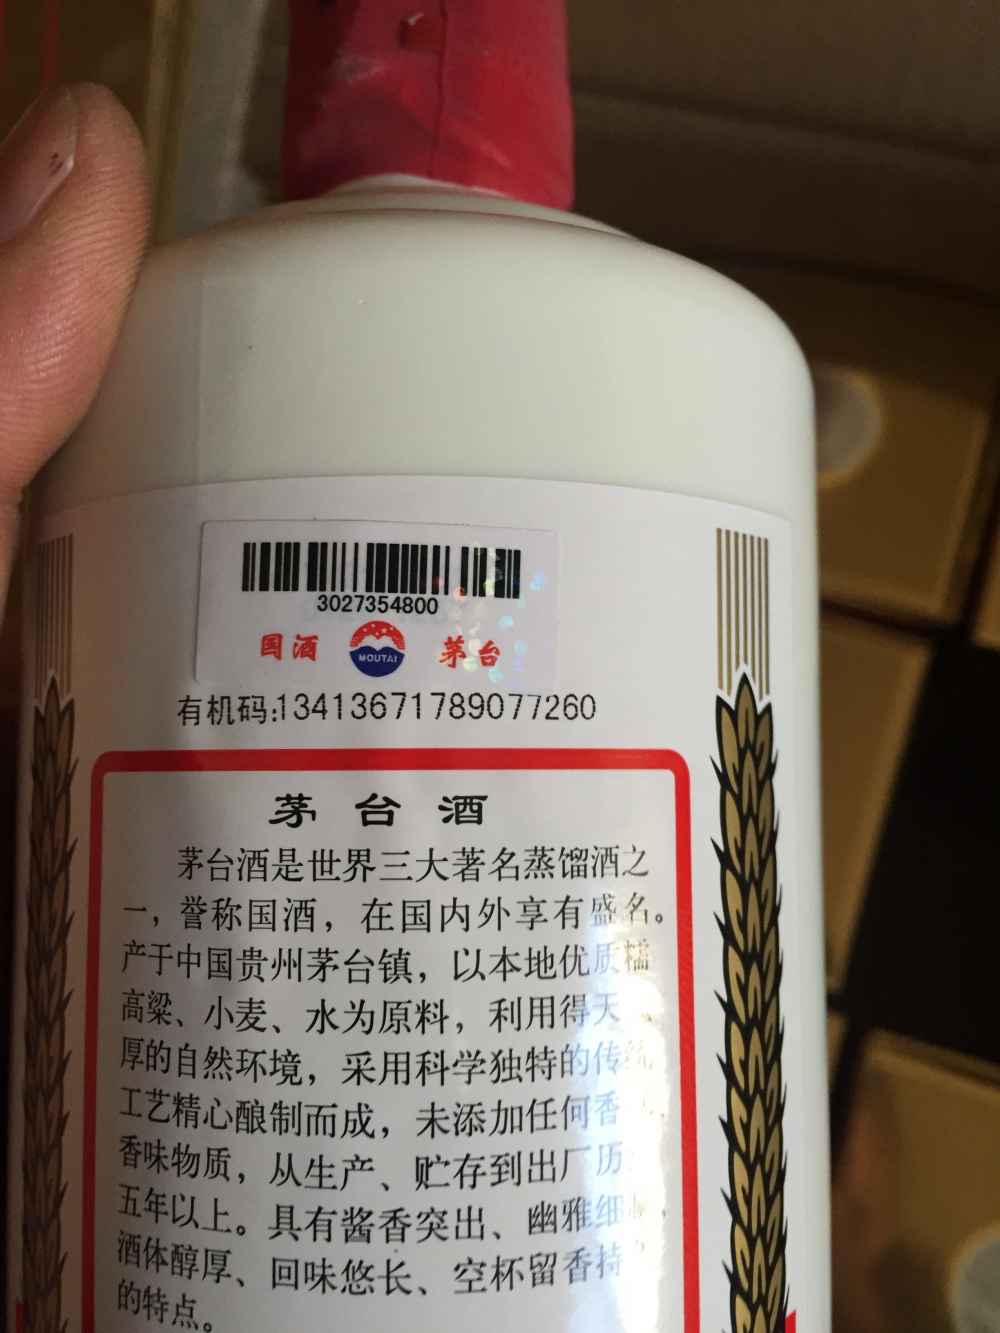 3027354800
国酒 MOUTAI 茅台
有机码:13413671789077260
茅台酒
茅台酒是世界三大著名蒸馏酒之
一，誉称国酒，在国内外享有盛名。
产于中国贵州茅台镇，以本地优质糯
高粱、小麦、水为原料，利用得天
厚的自然环境，采用科学独特的传统
工艺精心酿制而成，未添加任何香
香味物质，从生产、贮存到出厂历
五年以上。具有酱香突出、幽雅细
酒体醇厚、回味悠长、空杯留香持
的特点。